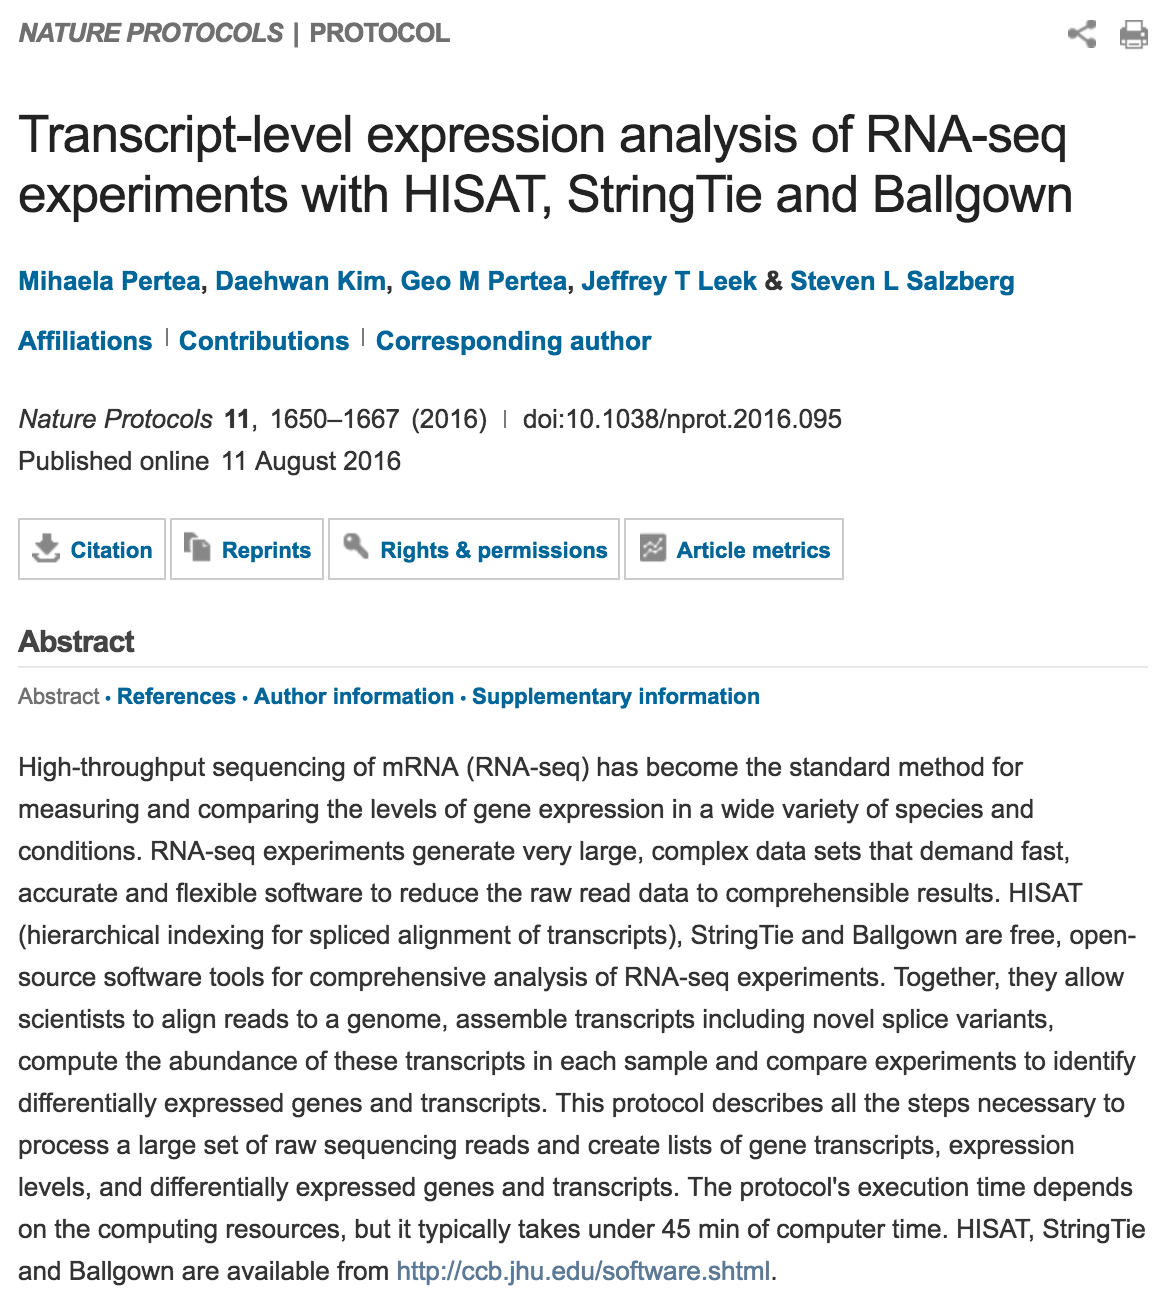 NATURE PROTOCOLS | PROTOCOL
Transcript-level expression analysis of RNA-seq
experiments with HISAT, StringTie and Ballgown
Mihaela Pertea, Daehwan Kim, Geo M Pertea, Jeffrey T Leek & Steven L Salzberg
Affiliations | Contributions | Corresponding author
Nature Protocols 11, 1650–1667 (2016) | doi:10.1038/nprot.2016.095
Published online 11 August 2016
Citation Reprints Rights & permissions Article metrics
Abstract
Abstract • References • Author information • Supplementary information
High-throughput sequencing of mRNA (RNA-seq) has become the standard method for
measuring and comparing the levels of gene expression in a wide variety of species and
conditions. RNA-seq experiments generate very large, complex data sets that demand fast,
accurate and flexible software to reduce the raw read data to comprehensible results. HISAT
(hierarchical indexing for spliced alignment of transcripts), StringTie and Ballgown are free, open-
source software tools for comprehensive analysis of RNA-seq experiments. Together, they allow
scientists to align reads to a genome, assemble transcripts including novel splice variants,
compute the abundance of these transcripts in each sample and compare experiments to identify
differentially expressed genes and transcripts. This protocol describes all the steps necessary to
process a large set of raw sequencing reads and create lists of gene transcripts, expression
levels, and differentially expressed genes and transcripts. The protocol's execution time depends
on the computing resources, but it typically takes under 45 min of computer time. HISAT, StringTie
and Ballgown are available from http://ccb.jhu.edu/software.shtml.